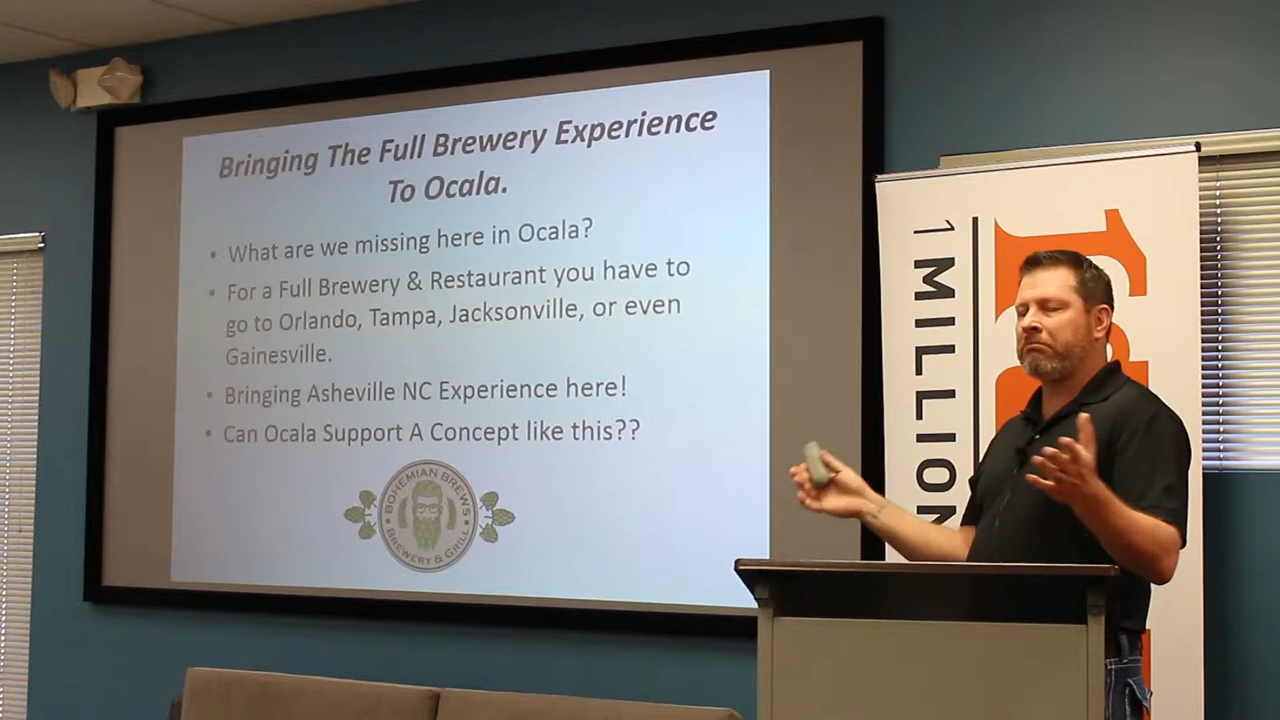 Bringing The Full Brewery Experience
To Ocala.
• What are we missing here in Ocala?
• For a Full Brewery & Restaurant you have to
go to Orlando, Tampa, Jacksonville, or even
Gainesville.
• Bringing Asheville NC Experience here!
• Can Ocala Support A Concept like this??
BOHEMIAN BREWS
BREWERY & GRILL
1 MILLION